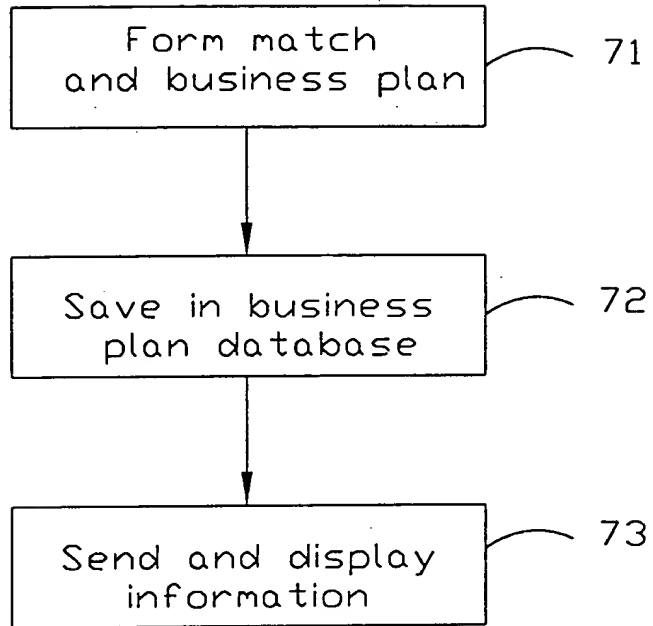 Form match
and business plan
71
Save in business
plan database
72
Send and display
information
73